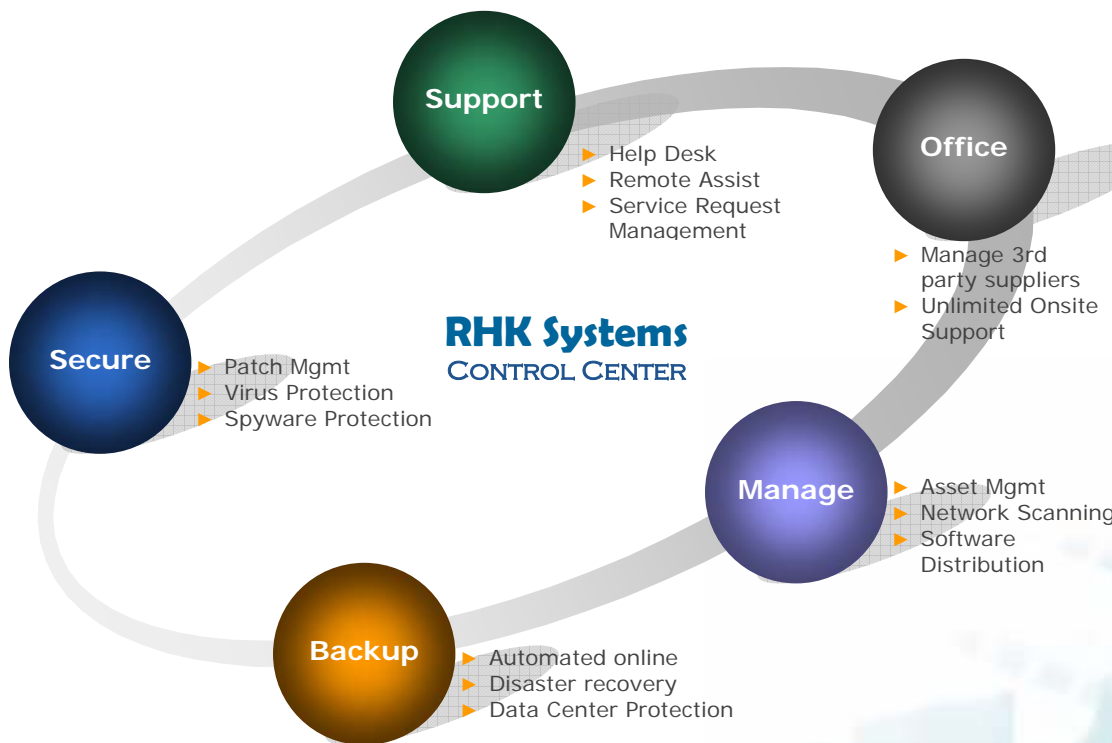 Support
► Help Desk
► Remote Assist
► Service Request
Management
Office
► Manage 3rd
party suppliers
► Unlimited Onsite
Support
RHK Systems
CONTROL CENTER
Secure
► Patch Mgmt
► Virus Protection
► Spyware Protection
Manage
► Asset Mgmt
► Network Scanning
► Software
Distribution
Backup
► Automated online
► Disaster recovery
► Data Center Protection